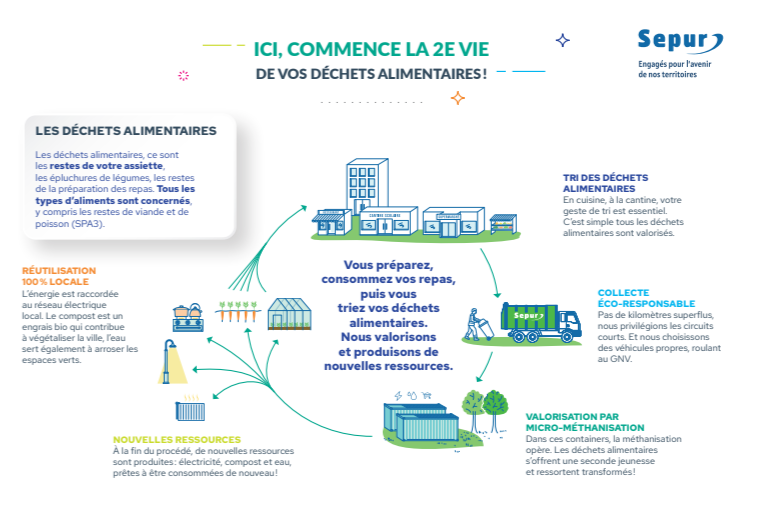 ICI, COMMENCE LA 2E VIE
DE VOS DÉCHETS ALIMENTAIRES !
Sepur
Engagés pour l'avenir
de nos territoires
LES DÉCHETS ALIMENTAIRES
Les déchets alimentaires, ce sont
les restes de votre assiette,
les épluchures de légumes, les restes
de la préparation des repas. Tous les
types d'aliments sont concernés,
y compris les restes de viande et de
poisson (SPA3).
CANTINE SCOLAIRE
TRI DES DÉCHETS
ALIMENTAIRES
En cuisine, à la cantine, votre
geste de tri est essentiel.
C'est simple tous les déchets
alimentaires sont valorisés.
Vous préparez,
consommez vos repas,
puis vous
triez vos déchets
alimentaires.
Nous valorisons
et produisons de
nouvelles ressources.
RÉUTILISATION
100% LOCALE
L'énergie est raccordée
au réseau électrique
local. Le compost est un
engrais bio qui contribue
à végétaliser la ville, l'eau
sert également à arroser les
espaces verts.
Sepur
COLLECTE
ÉCO-RESPONSABLE
Pas de kilomètres superflus,
nous privilégions les circuits
courts. Et nous choisissons
des véhicules propres, roulant
au GNV.
VALORISATION PAR
MICRO-MÉTHANISATION
Dans ces containers, la méthanisation
opère. Les déchets alimentaires
s'offrent une seconde jeunesse
et ressortent transformés !
NOUVELLES RESSOURCES
À la fin du procédé, de nouvelles ressources
sont produites : électricité, compost et eau,
prêtes à être consommées de nouveau !